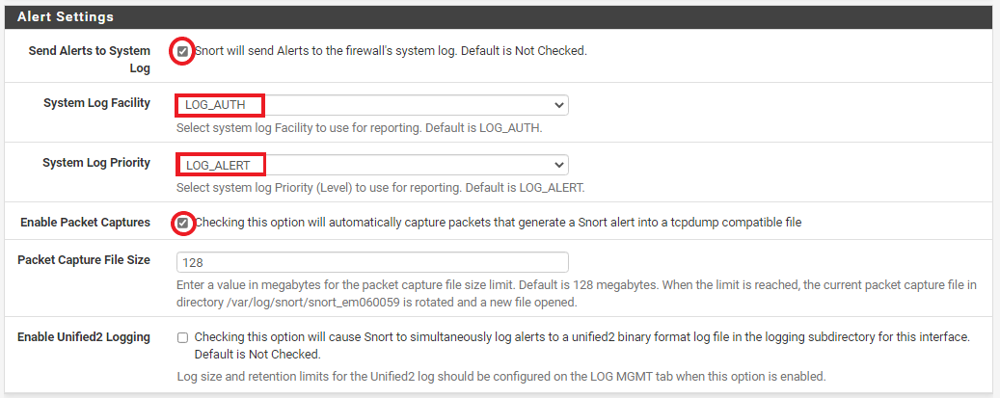 Alert Settings
Send Alerts to System
Log
Snort will send Alerts to the firewall's system log. Default is Not Checked.
System Log Facility
LOG_AUTH
Select system log Facility to use for reporting. Default is LOG_AUTH.
System Log Priority
LOG_ALERT
Select system log Priority (Level) to use for reporting. Default is LOG_ALERT.
Enable Packet Captures
Checking this option will automatically capture packets that generate a Snort alert into a tcpdump compatible file
Packet Capture File Size
128
Enter a value in megabytes for the packet capture file size limit. Default is 128 megabytes. When the limit is reached, the current packet capture file in
directory /var/log/snort/snort_em060059 is rotated and a new file opened.
Enable Unified2 Logging
Checking this option will cause Snort to simultaneously log alerts to a unified2 binary format log file in the logging subdirectory for this interface.
Default is Not Checked.
Log size and retention limits for the Unified2 log should be configured on the LOG MGMT tab when this option is enabled.